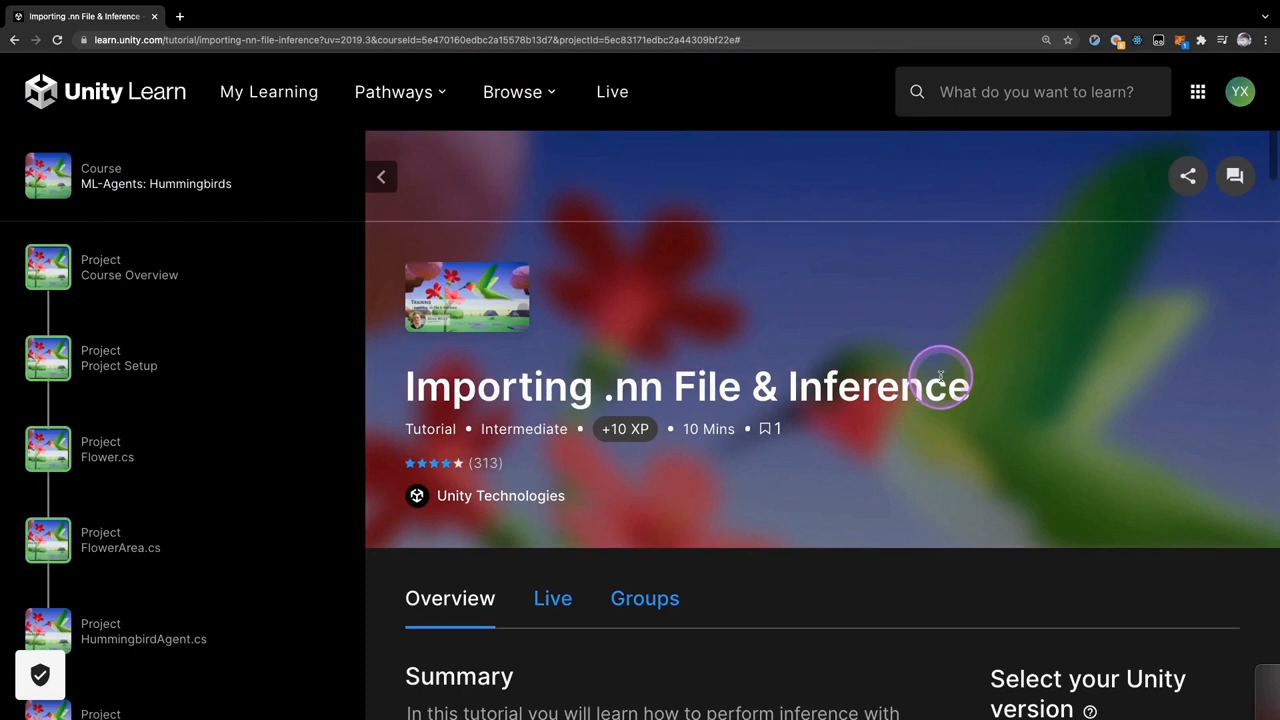 Importing .nn File & Inference
learn.unity.com/tutorial/importing-nn-file-inference?uv=2019.3&courseId=5e470160edbc2a15578b13d7&projectId=5ec83171edbc2a44309bf22e#
Unity Learn
My Learning
Pathways
Browse
Live
What do you want to learn?
YX
Course
ML-Agents: Hummingbirds
Project
Course Overview
Project
Project Setup
Project
Flower.cs
Project
FlowerArea.cs
Project
HummingbirdAgent.cs
Project
Importing .nn File & Inference
Tutorial • Intermediate • +10 XP • 10 Mins • 1
(313)
Unity Technologies
Overview
Live
Groups
Summary
In this tutorial you will learn how to perform inference with
Select your Unity
version